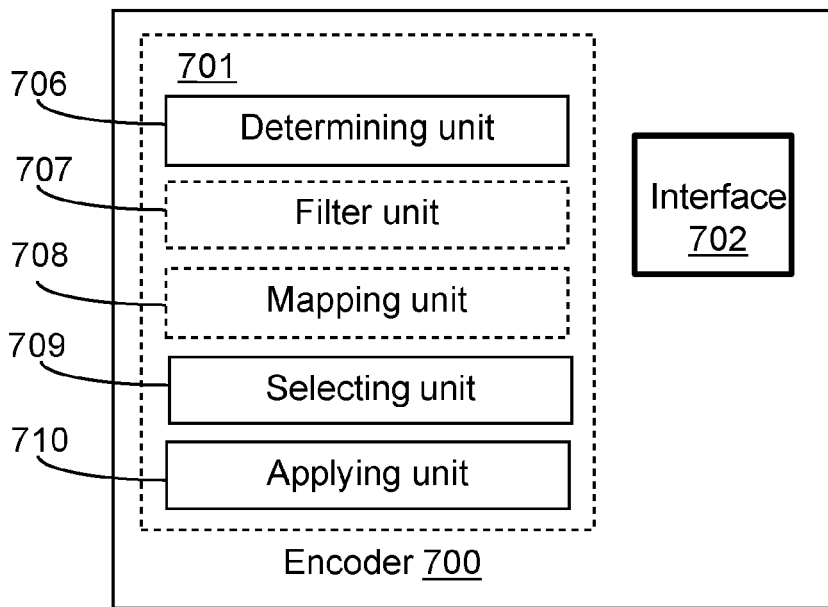 701
706
Determining unit
707
Filter unit
Interface
702
708
Mapping unit
709
Selecting unit
710
Applying unit
Encoder 700